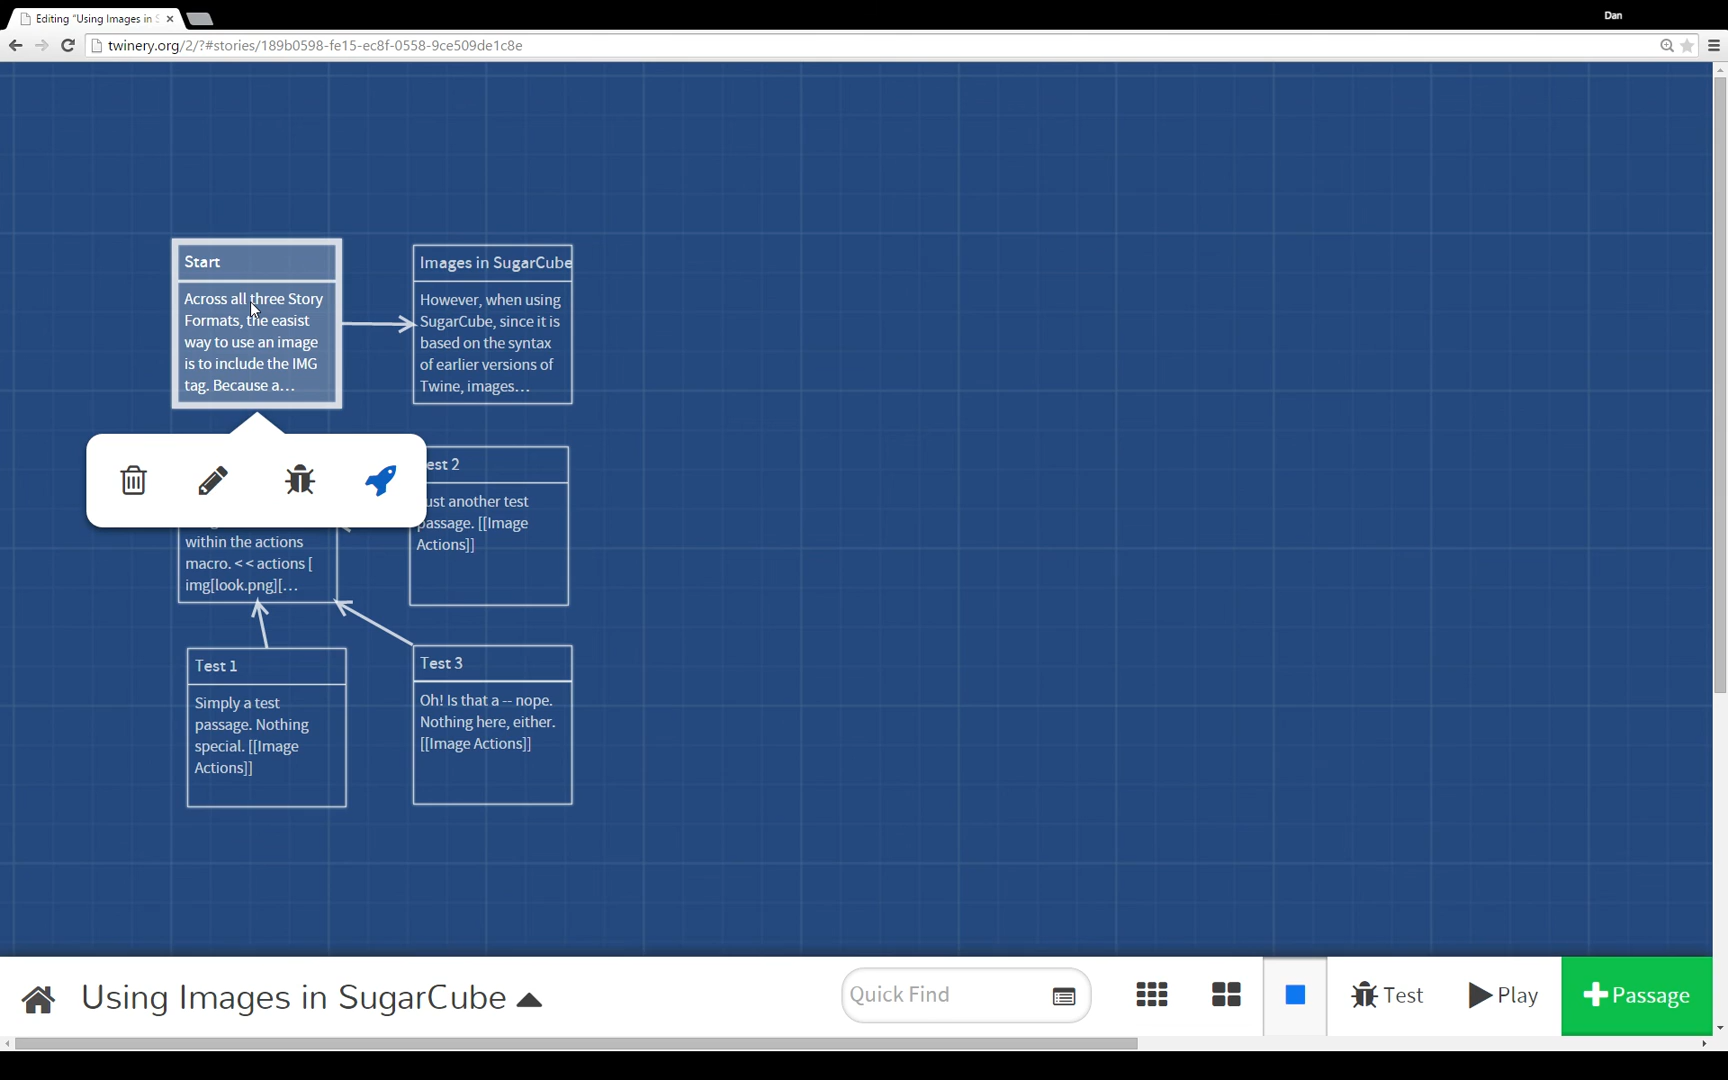 Editing "Using Images in S
Dan
twinery.org/2/?#stories/189b0598-fe15-ec8f-0558-9ce509de1c8e
Start
Across all three Story
Formats, the easist
way to use an image
is to include the IMG
tag. Because a...
Images in SugarCube
However, when using
SugarCube, since it is
based on the syntax
of earlier versions of
Twine, images...
within the actions
macro. < < actions [
img[look.png][...
est 2
ust another test
passage. [[Image
Actions]]
Test 1
Simply a test
passage. Nothing
special. [[Image
Actions]]
Test 3
Oh! Is that a -- nope.
Nothing here, either.
[[Image Actions]]
Using Images in SugarCube
Quick Find
Test
Play
Passage